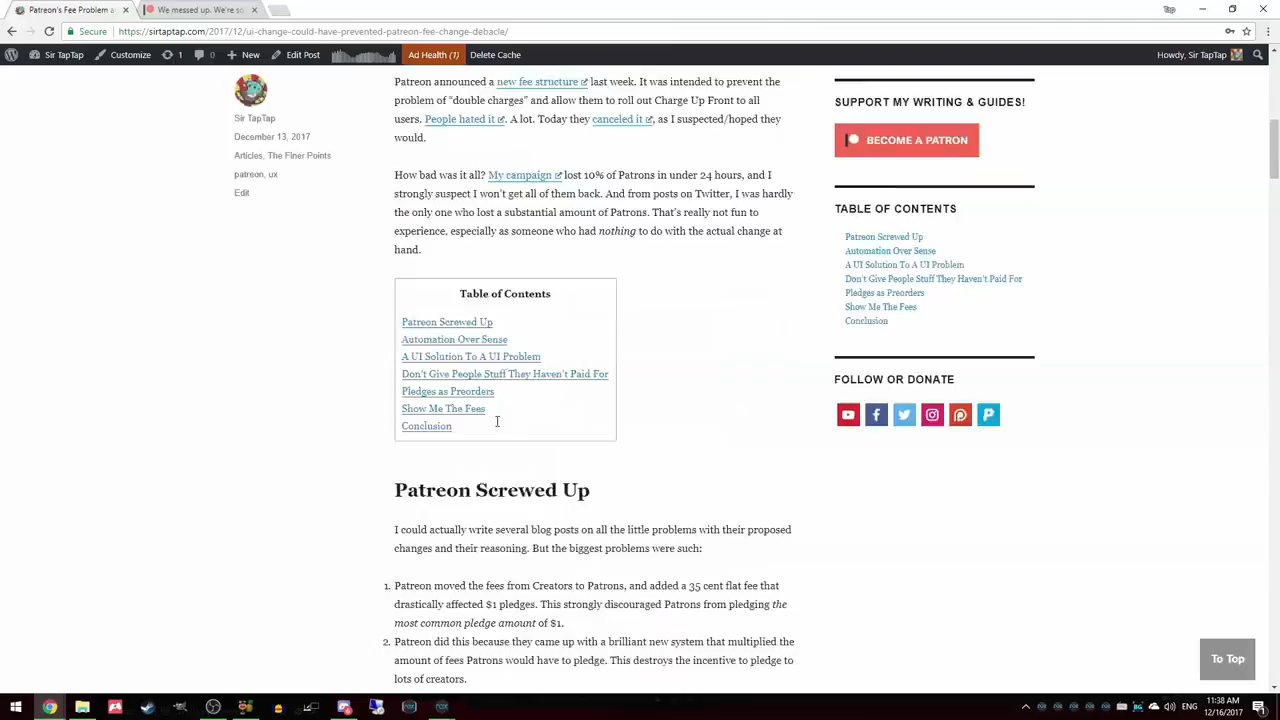 Patreon's Fee Problem a
We messed up. We're so
Tap
Secure
https://sirtaptap.com/2017/12/ui-change-could-have-prevented-patreon-fee-change-debacle/
Sir TapTap
Customize
1
0
New
Edit Post
Ad Health (1)
Delete Cache
Howdy, Sir TapTap
Sir TapTap
December 13, 2017
Articles, The Finer Points
patreon, ux
Edit
Patreon announced a new fee structure last week. It was intended to prevent the
problem of “double charges” and allow them to roll out Charge Up Front to all
users. People hated it. A lot. Today they canceled it, as I suspected/hoped they
would.
How bad was it all? My campaign lost 10% of Patrons in under 24 hours, and I
strongly suspect I won’t get all of them back. And from posts on Twitter, I was hardly
the only one who lost a substantial amount of Patrons. That’s really not fun to
experience, especially as someone who had nothing to do with the actual change at
hand.
Table of Contents
Patreon Screwed Up
Automation Over Sense
A UI Solution To A UI Problem
Don’t Give People Stuff They Haven’t Paid For
Pledges as Preorders
Show Me The Fees
Conclusion
Patreon Screwed Up
I could actually write several blog posts on all the little problems with their proposed
changes and their reasoning. But the biggest problems were such:
1. Patreon moved the fees from Creators to Patrons, and added a 35 cent flat fee that
drastically affected $1 pledges. This strongly discouraged Patrons from pledging the
most common pledge amount of $1.
2. Patreon did this because they came up with a brilliant new system that multiplied the
amount of fees Patrons would have to pledge. This destroys the incentive to pledge to
lots of creators.
SUPPORT MY WRITING & GUIDES!
BECOME A PATRON
TABLE OF CONTENTS
Patreon Screwed Up
Automation Over Sense
A UI Solution To A UI Problem
Don’t Give People Stuff They Haven’t Paid For
Pledges as Preorders
Show Me The Fees
Conclusion
FOLLOW OR DONATE
To Top
11:38 AM
12/16/2017